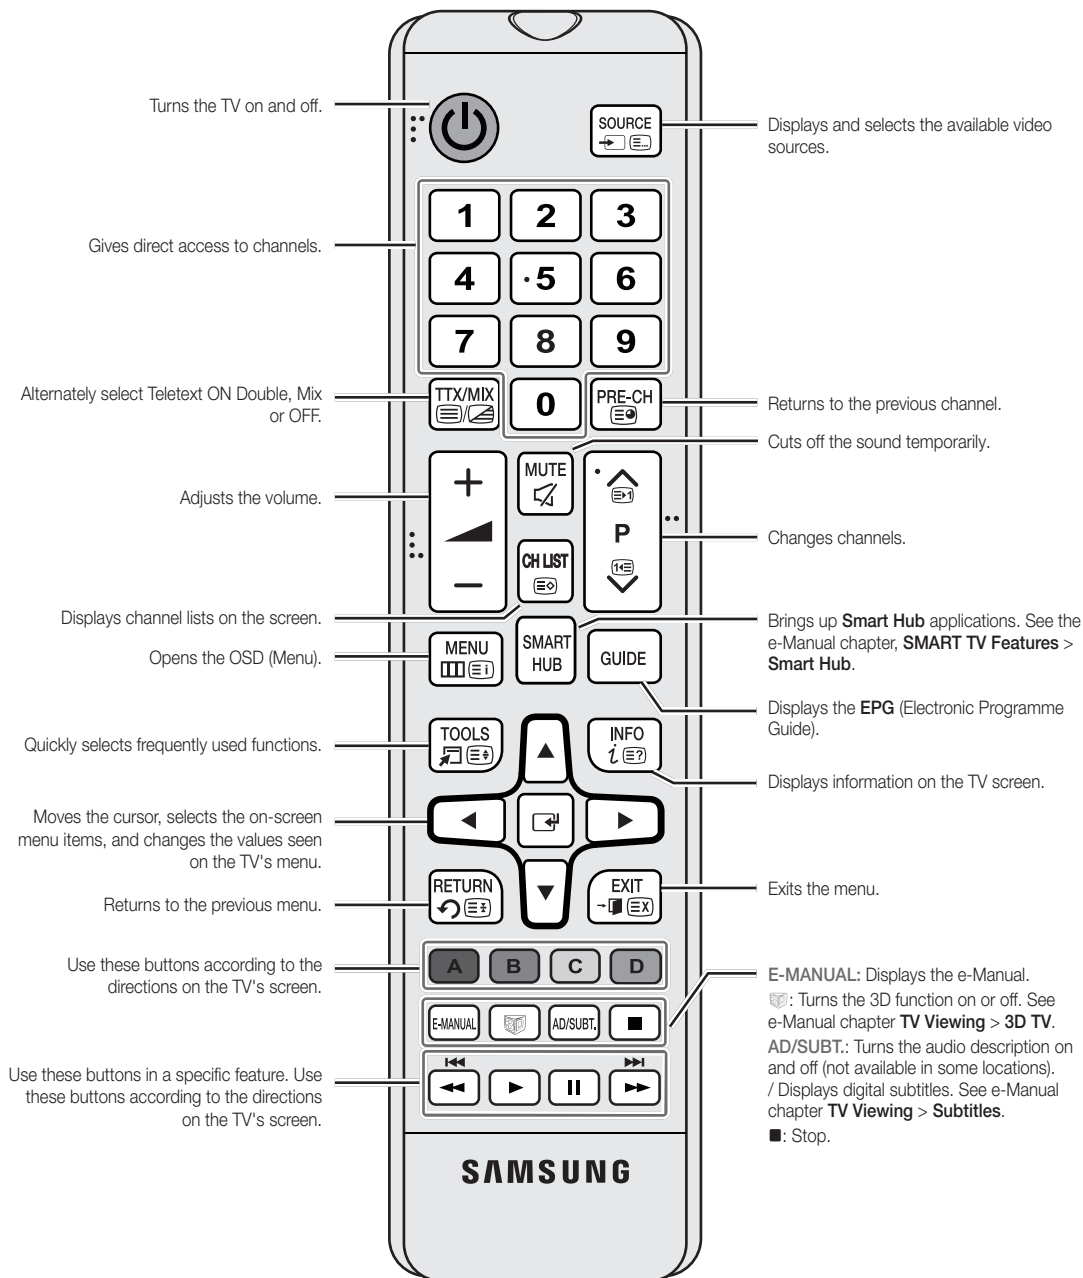 Turns the TV on and off.
SOURCE
Displays and selects the available video
sources.
1 2 3
Gives direct access to channels.
4 5 6
7 8 9
Alternately select Teletext ON Double, Mix
or OFF.
TTX/MIX
0
PRE-CH
Returns to the previous channel.
Cuts off the sound temporarily.
MUTE
Adjusts the volume.
+
−
P
Changes channels.
CH LIST
Displays channel lists on the screen.
SMART
HUB
Brings up Smart Hub applications. See the
e-Manual chapter, SMART TV Features >
Smart Hub.
MENU
Opens the OSD (Menu).
GUIDE
Displays the EPG (Electronic Programme
Guide).
TOOLS
Quickly selects frequently used functions.
INFO
Displays information on the TV screen.
Moves the cursor, selects the on-screen
menu items, and changes the values seen
on the TV's menu.
RETURN
Returns to the previous menu.
EXIT
Exits the menu.
A B C D
Use these buttons according to the
directions on the TV's screen.
E-MANUAL 3D AD/SUBT. ■
E-MANUAL: Displays the e-Manual.
3D: Turns the 3D function on or off. See
e-Manual chapter TV Viewing > 3D TV.
AD/SUBT.: Turns the audio description on
and off (not available in some locations).
/ Displays digital subtitles. See e-Manual
chapter TV Viewing > Subtitles.
■: Stop.
Use these buttons in a specific feature. Use
these buttons according to the directions
on the TV's screen.
SAMSUNG